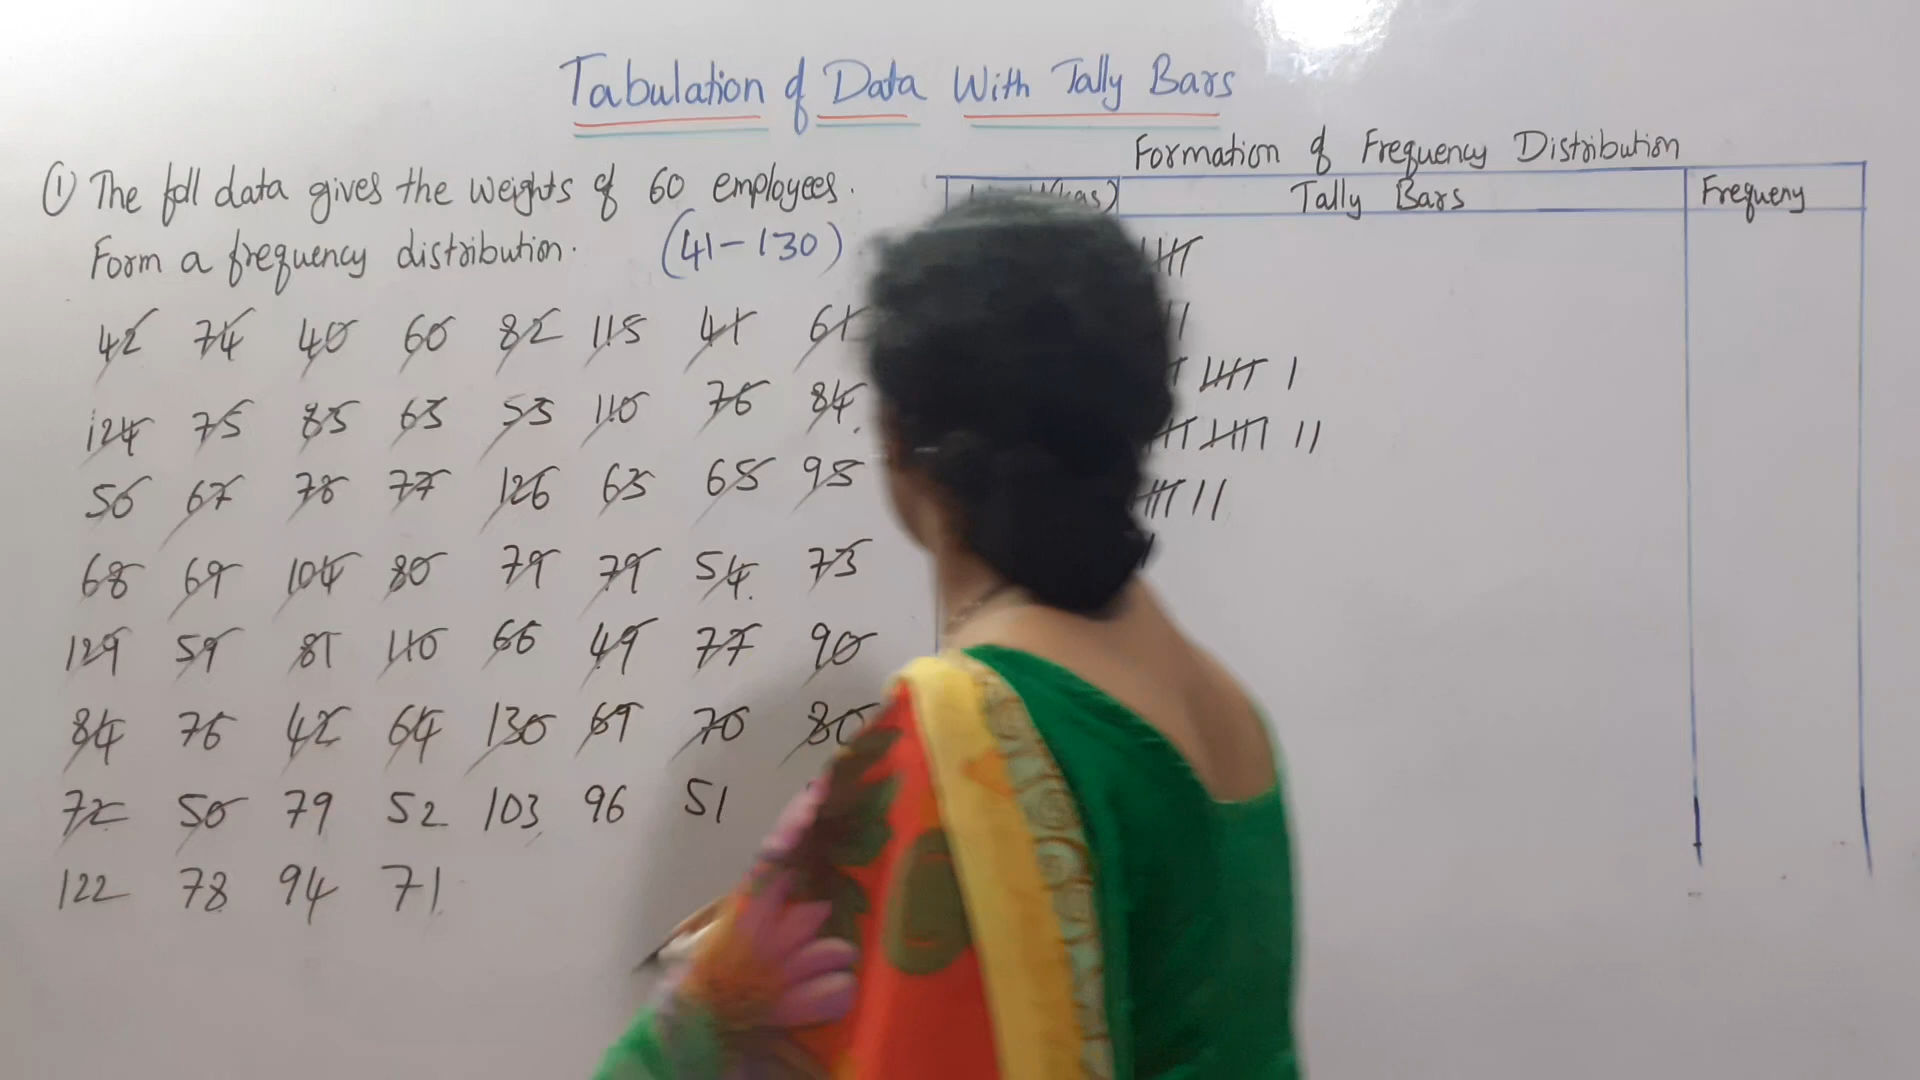 Tabulation of Data With Tally Bars
Formation of Frequency Distribution
① The foll data gives the weights of 60 employees.
Form a frequency distribution. (41-130)
Tally Bars Frequeny
42 74 40 60 82 115 41 61
124 75 85 63 53 110 76 84
50 67 78 77 126 63 65 95
68 69 104 80 79 79 54 73
129 59 81 110 66 49 77 90
84 76 42 64 130 69 70 80
72 50 79 52 103 96 51
122 78 94 71